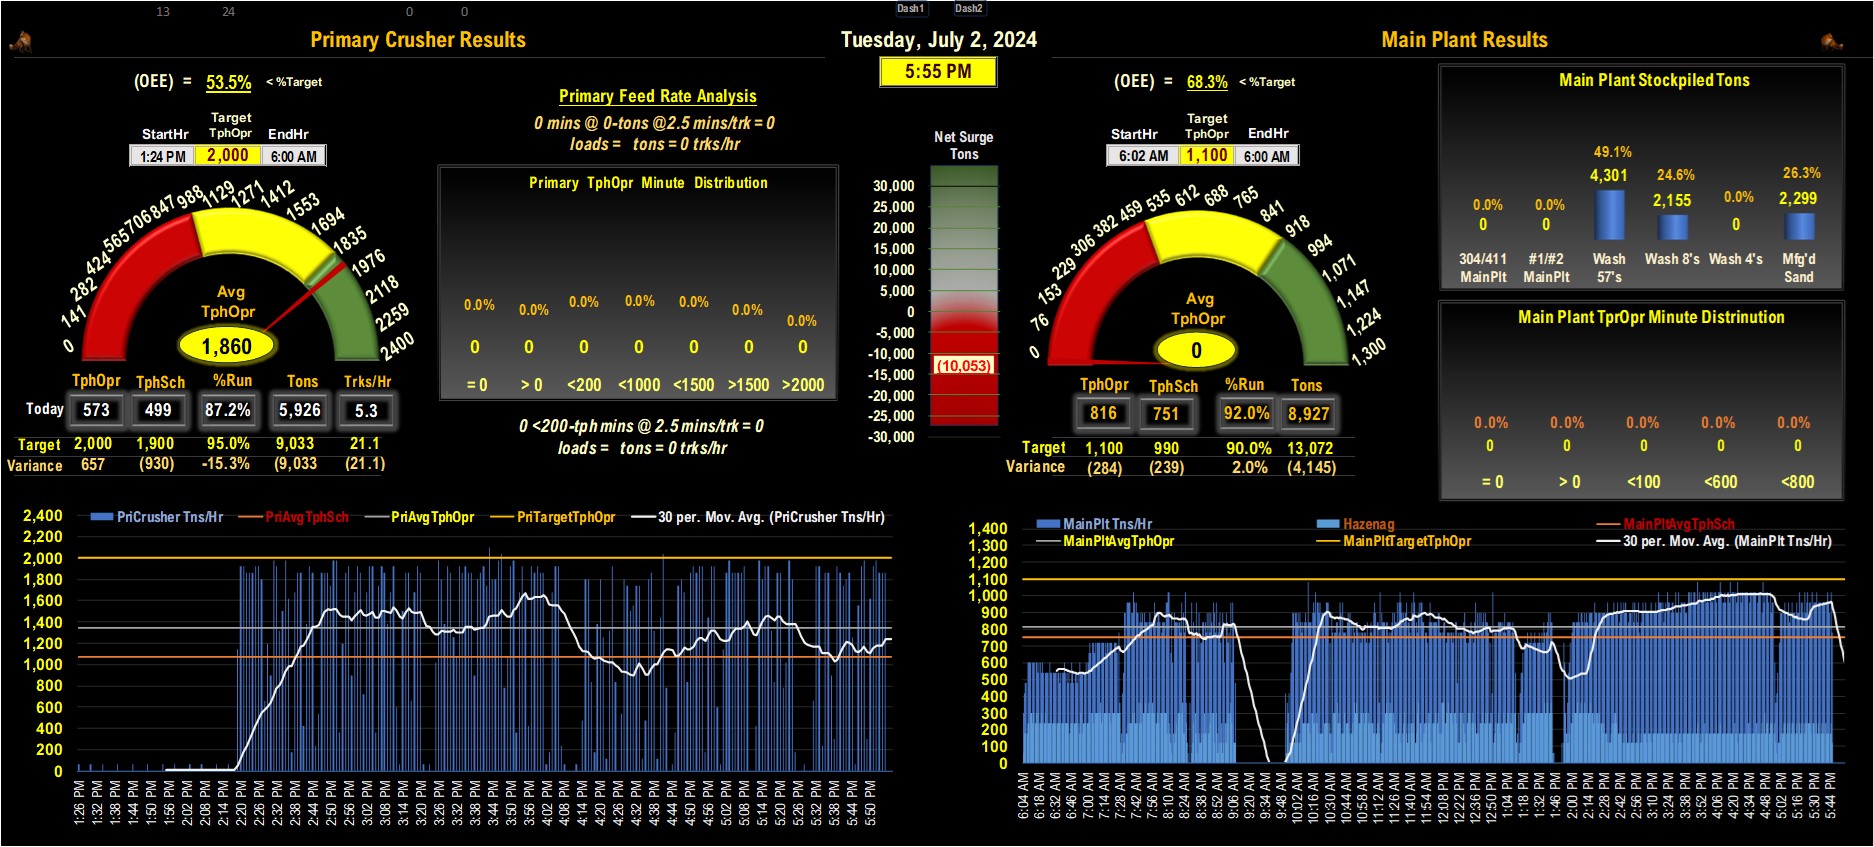 13 24 0 0 Dash1 Dash2
Primary Crusher Results
Tuesday, July 2, 2024
5:55 PM
Main Plant Results
(OEE) = 53.5% < %Target
StartHr Target TphOpr EndHr
1:24 PM 2,000 6:00 AM
0 141 282 424 565 706 847 988 1129 1271 1412 1553 1694 1835 1976 2118 2259 2400
Avg
TphOpr
1,860
TphOpr TphSch %Run Tons Trks/Hr
Today 573 499 87.2% 5,926 5.3
Target 2,000 1,900 95.0% 9,033 21.1
Variance 657 (930) -15.3% (9,033 (21.1)
Primary Feed Rate Analysis
0 mins @ 0-tons @2.5 mins/trk = 0
loads = tons = 0 trks/hr
Primary TphOpr Minute Distribution
0.0% 0.0% 0.0% 0.0% 0.0% 0.0% 0.0%
0 0 0 0 0 0 0
= 0 > 0 <200 <1000 <1500 >1500 >2000
0 <200-tph mins @ 2.5 mins/trk = 0
loads = tons = 0 trks/hr
Net Surge
Tons
30,000
25,000
20,000
15,000
10,000
5,000
0
-5,000
-10,000
(10,053)
-15,000
-20,000
-25,000
-30,000
(OEE) = 68.3% < %Target
StartHr Target TphOpr EndHr
6:02 AM 1,100 6:00 AM
0 76 153 229 306 382 459 535 612 688 765 841 918 994 1,071 1,147 1,224 1,300
Avg
TphOpr
0
TphOpr TphSch %Run Tons
816 751 92.0% 8,927
Target 1,100 990 90.0% 13,072
Variance (284) (239) 2.0% (4,145)
Main Plant Stockpiled Tons
0.0% 0.0% 49.1% 24.6% 0.0% 26.3%
0 0 4,301 2,155 0 2,299
304/411 MainPlt #1/#2 MainPlt Wash 57's Wash 8's Wash 4's Mfg'd Sand
Main Plant TprOpr Minute Distrinution
0.0% 0.0% 0.0% 0.0% 0.0%
0 0 0 0 0
= 0 > 0 <100 <600 <800
PriCrusher Tns/Hr PriAvgTphSch PriAvgTphOpr PriTargetTphOpr 30 per. Mov. Avg. (PriCrusher Tns/Hr)
2,400
2,200
2,000
1,800
1,600
1,400
1,200
1,000
800
600
400
200
0
1:26 PM 1:32 PM 1:38 PM 1:44 PM 1:50 PM 1:56 PM 2:02 PM 2:08 PM 2:14 PM 2:20 PM 2:26 PM 2:32 PM 2:38 PM 2:44 PM 2:50 PM 2:56 PM 3:02 PM 3:08 PM 3:14 PM 3:20 PM 3:26 PM 3:32 PM 3:38 PM 3:44 PM 3:50 PM 3:56 PM 4:02 PM 4:08 PM 4:14 PM 4:20 PM 4:26 PM 4:32 PM 4:38 PM 4:44 PM 4:50 PM 4:56 PM 5:02 PM 5:08 PM 5:14 PM 5:20 PM 5:26 PM 5:32 PM 5:38 PM 5:44 PM 5:50 PM
MainPlt Tns/Hr Hazenag MainPltAvgTphSch
MainPltAvgTphOpr MainPltTargetTphOpr 30 per. Mov. Avg. (MainPlt Tns/Hr)
1,400
1,300
1,200
1,100
1,000
900
800
700
600
500
400
300
200
100
0
6:04 AM 6:18 AM 6:32 AM 6:46 AM 7:00 AM 7:14 AM 7:28 AM 7:42 AM 7:56 AM 8:10 AM 8:24 AM 8:38 AM 8:52 AM 9:06 AM 9:20 AM 9:34 AM 9:48 AM 10:02 AM 10:16 AM 10:30 AM 10:44 AM 10:58 AM 11:12 AM 11:26 AM 11:40 AM 11:54 AM 12:08 PM 12:22 PM 12:36 PM 12:50 PM 1:04 PM 1:18 PM 1:32 PM 1:46 PM 2:00 PM 2:14 PM 2:28 PM 2:42 PM 2:56 PM 3:10 PM 3:24 PM 3:38 PM 3:52 PM 4:06 PM 4:20 PM 4:34 PM 4:48 PM 5:02 PM 5:16 PM 5:30 PM 5:44 PM